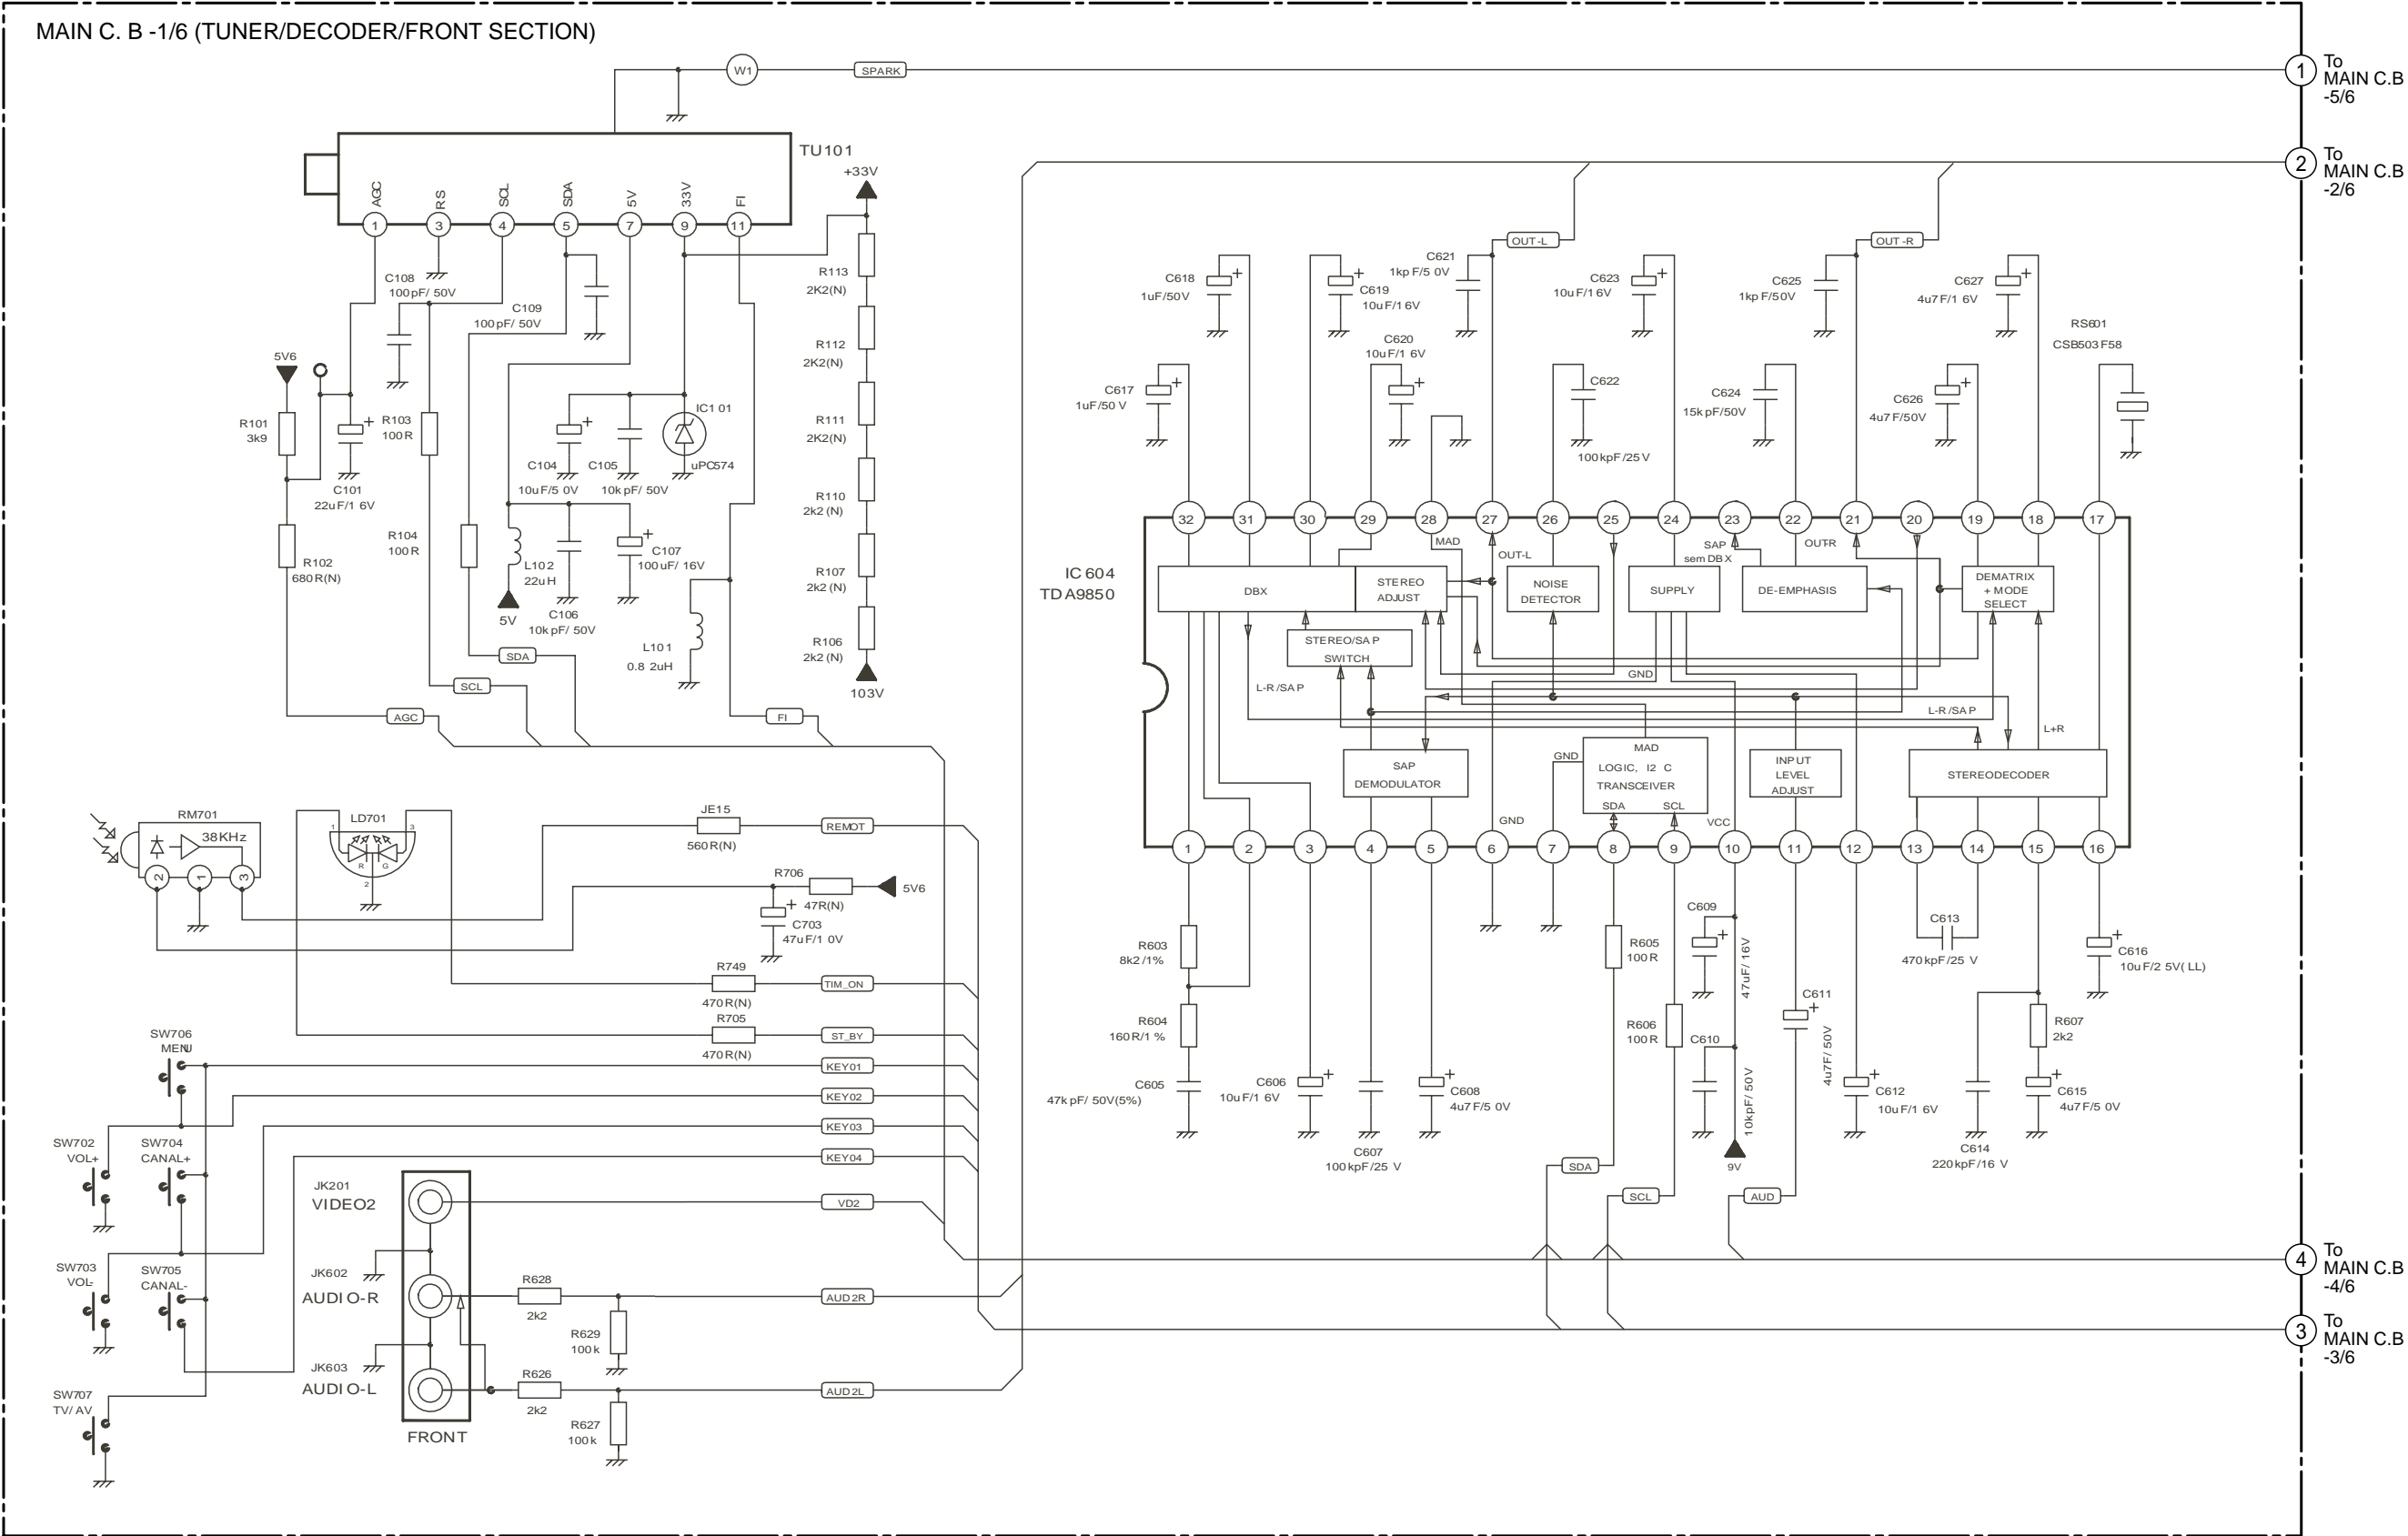 MAIN C. B -1/6 (TUNER/DECODER/FRONT SECTION)
W1
SPARK
1
To
MAIN C.B
-5/6
2
To
MAIN C.B
-2/6
TU101
+33V
AGC
RS
SCL
SDA
5V
33V
FI
1
3
4
5
7
9
11
C108
100pF/ 50V
C109
100pF/ 50V
R113
2K2(N)
R112
2K2(N)
R111
2K2(N)
R110
2k2 (N)
R107
2k2 (N)
R106
2k2 (N)
103V
5V6
R101
3k9
C101
22uF/1 6V
R103
100R
R102
680R(N)
R104
100R
C104
10uF/5 0V
C105
10kpF/ 50V
IC1 01
uPC574
L102
22uH
5V
C106
10kpF/ 50V
C107
100uF/ 16V
L101
0.8 2uH
SDA
SCL
AGC
FI
RM701
38KHz
2
1
3
LD701
1
3
R
G
2
JE15
560R(N)
REMOT
R706
47R(N)
5V6
C703
47uF/1 0V
R749
470R(N)
TIM_ON
R705
470R(N)
ST_BY
KEY01
KEY02
KEY03
KEY04
SW706
MENU
SW702
VOL+
SW704
CANAL+
SW703
VOL-
SW705
CANAL-
SW707
TV/ AV
JK201
VIDEO2
VD2
JK602
AUDIO-R
R628
2k2
R629
100k
AUD2R
JK603
AUDIO-L
R626
2k2
R627
100k
AUD2L
FRONT
OUT-L
OUT-R
C618
1uF/50V
C619
10uF/1 6V
C621
1kpF/5 0V
C623
10uF/1 6V
C625
1kpF/50V
C627
4u7F/1 6V
RS601
CSB503F58
C617
1uF/50 V
C620
10uF/1 6V
C622
100kpF/25 V
C624
15kpF/50V
C626
4u7F/50V
32
31
30
29
28
27
26
25
24
23
22
21
20
19
18
17
IC 604
TDA9850
DBX
STEREO
ADJUST
MAD
OUT-L
NOISE
DETECTOR
SUPPLY
SAP
sem DBX
DE-EMPHASIS
OUT-R
DEMATRIX
+ MODE
SELECT
STEREO/SAP
SWITCH
L-R/SAP
GND
L-R/SAP
L+R
SAP
DEMODULATOR
GND
GND
MAD
LOGIC, I2 C
TRANSCEIVER
SDA
SCL
VCC
INPUT
LEVEL
ADJUST
STEREODECODER
1
2
3
4
5
6
7
8
9
10
11
12
13
14
15
16
R603
8k2/1%
R604
160R/1 %
C605
47kpF/ 50V(5%)
C606
10uF/1 6V
C607
100kpF/25 V
C608
4u7F/5 0V
R605
100R
R606
100R
C609
47uF/ 16V
C610
10kpF/ 50V
9V
C611
4u7F/ 50V
C612
10uF/1 6V
C613
470kpF/25 V
C614
220kpF/16 V
R607
2k2
C615
4u7F/5 0V
C616
10uF/2 5V( LL)
SDA
SCL
AUD
4
To
MAIN C.B
-4/6
3
To
MAIN C.B
-3/6